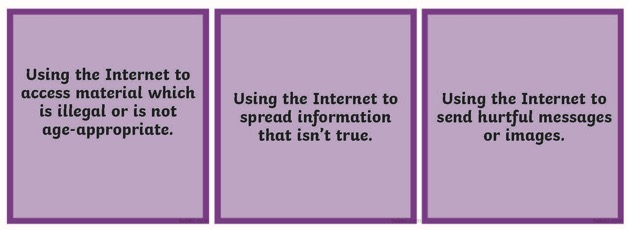 Using the Internet to
access material which
is illegal or is not
age-appropriate.
Using the Internet to
spread information
that isn't true.
Using the Internet to
send hurtful messages
or images.